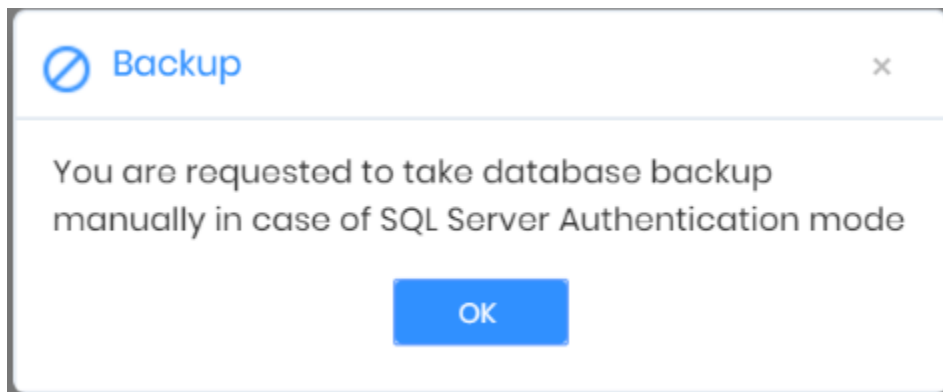 Backup
×
You are requested to take database backup
manually in case of SQL Server Authentication mode
OK